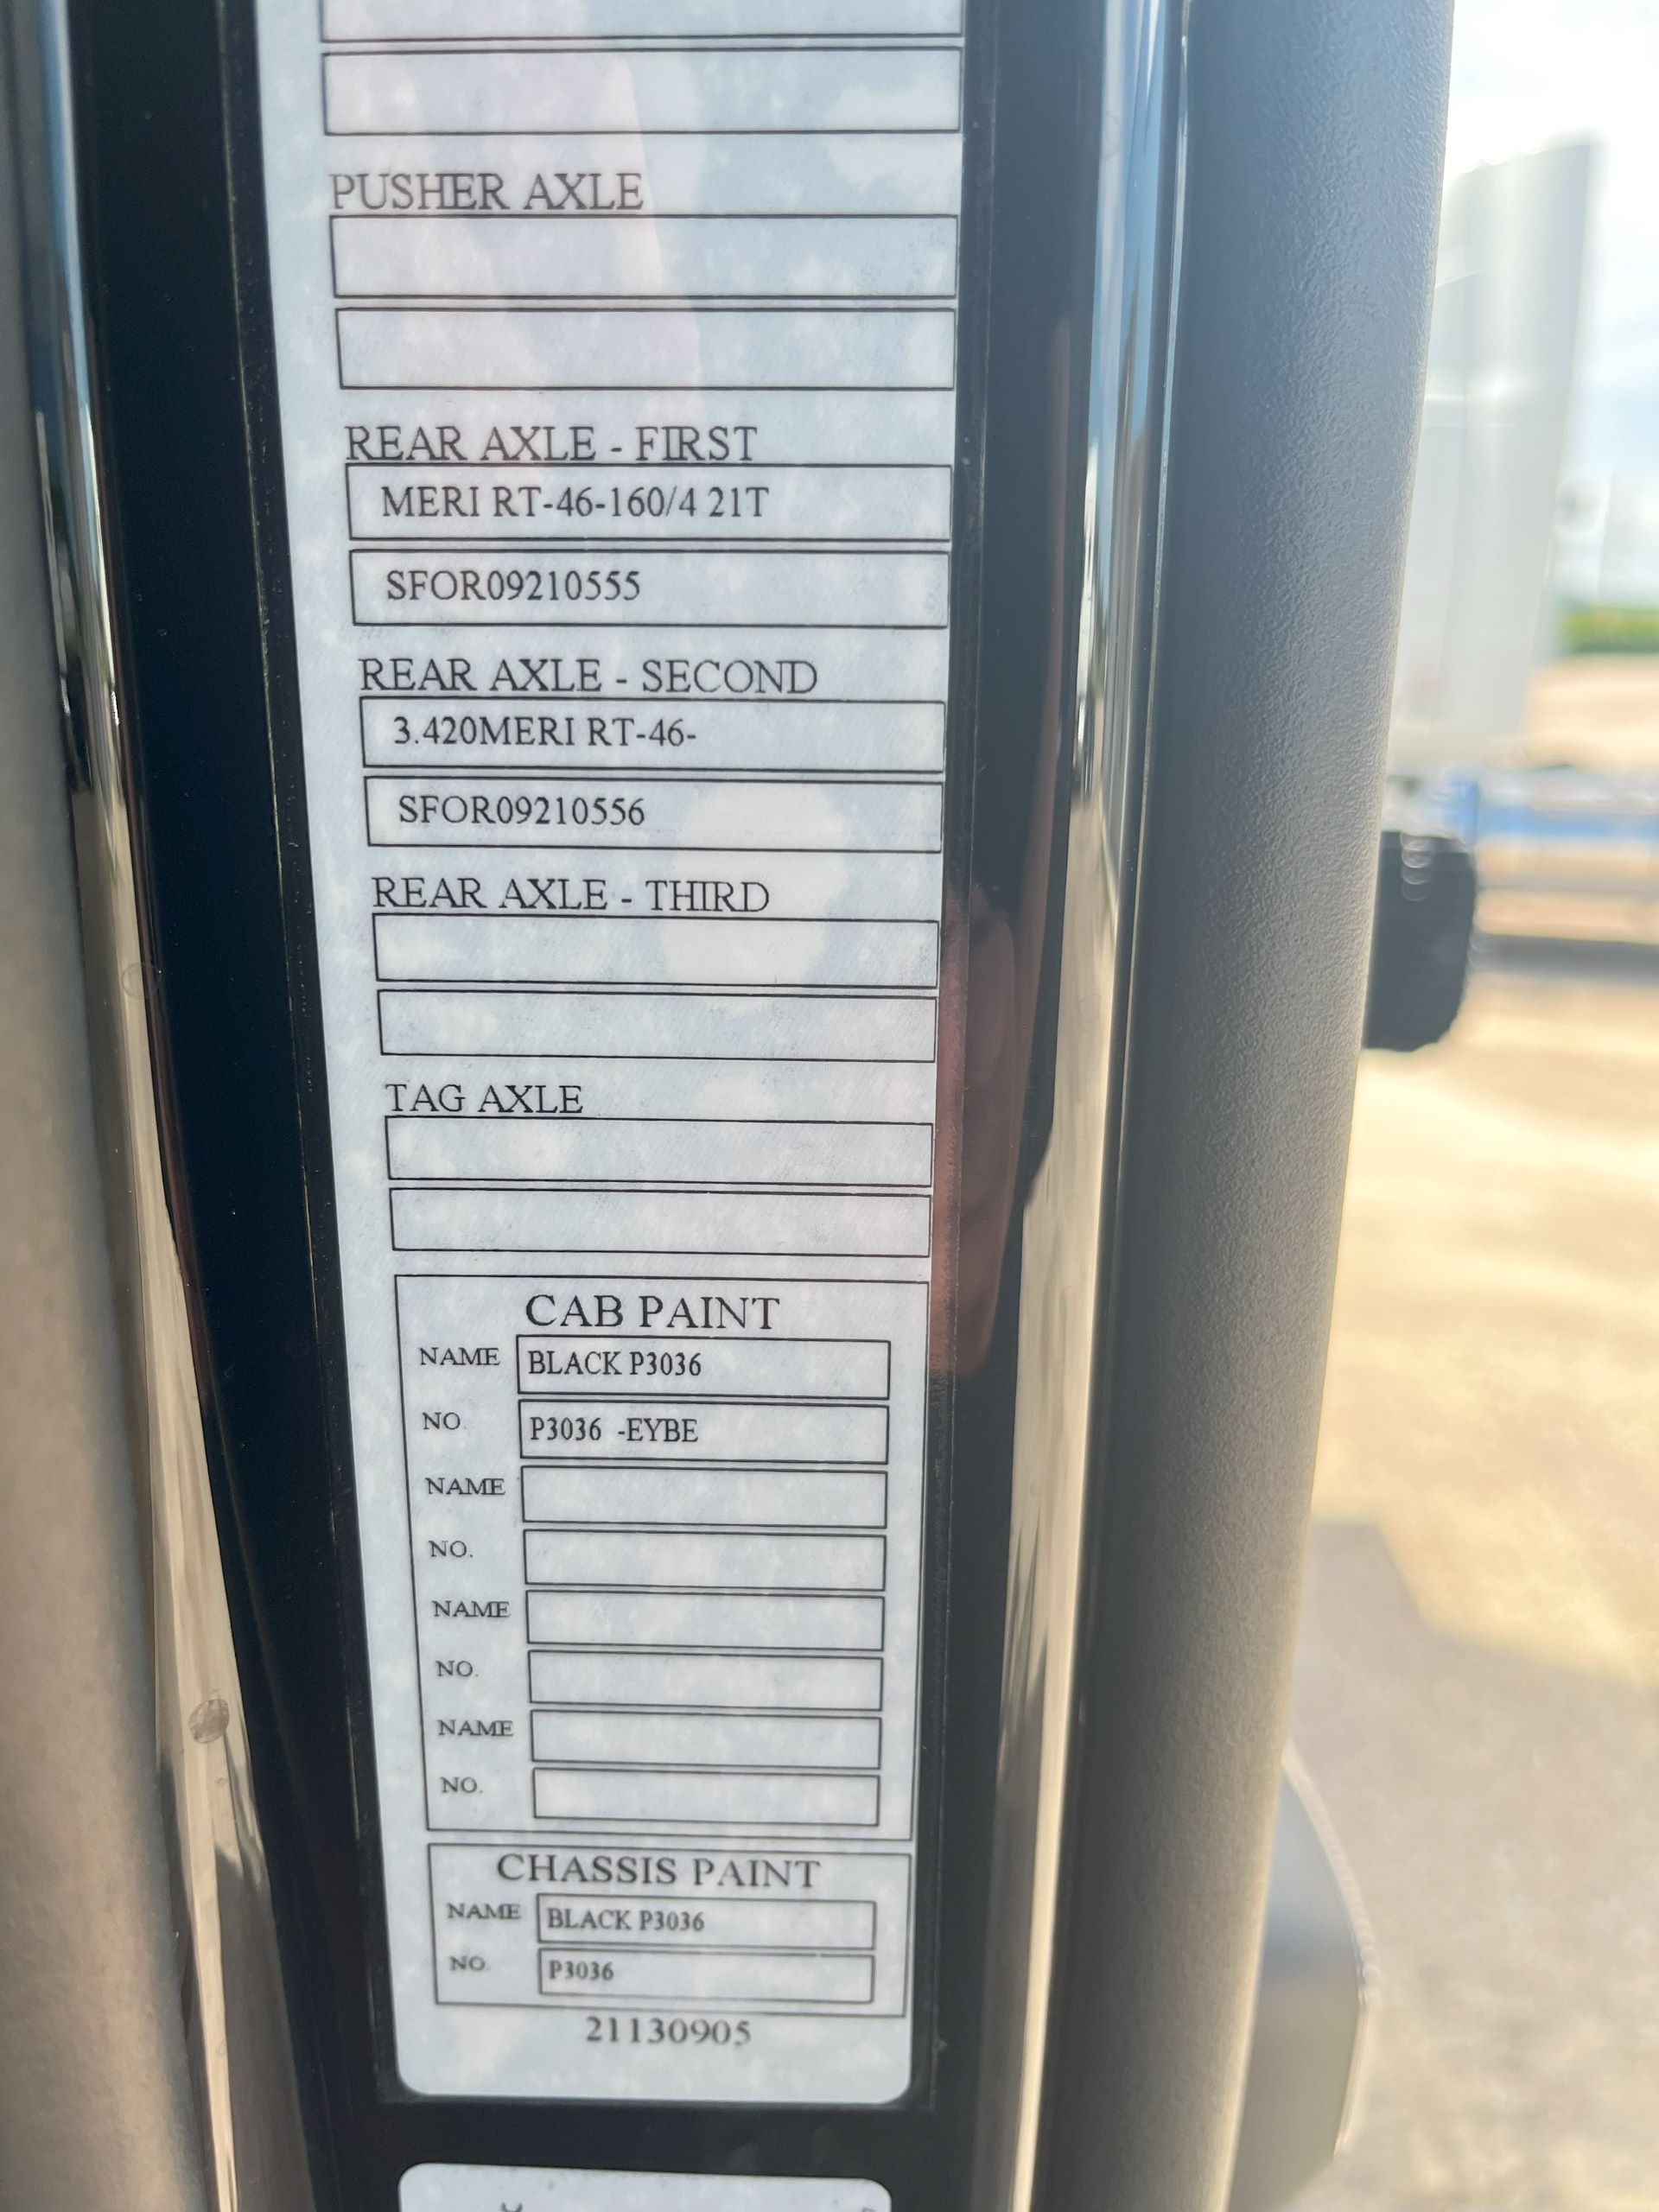 PUSHER AXLE
REAR AXLE - FIRST
MERI RT-46-160/4 21T
SFOR09210555
REAR AXLE - SECOND
3.420MERI RT-46-
SFOR09210556
REAR AXLE - THIRD
TAG AXLE
CAB PAINT
NAME BLACK P3036
NO. P3036 -EYBE
NAME
NO.
NAME
NO.
NAME
NO.
CHASSIS PAINT
NAME BLACK P3036
NO. P3036
21130905